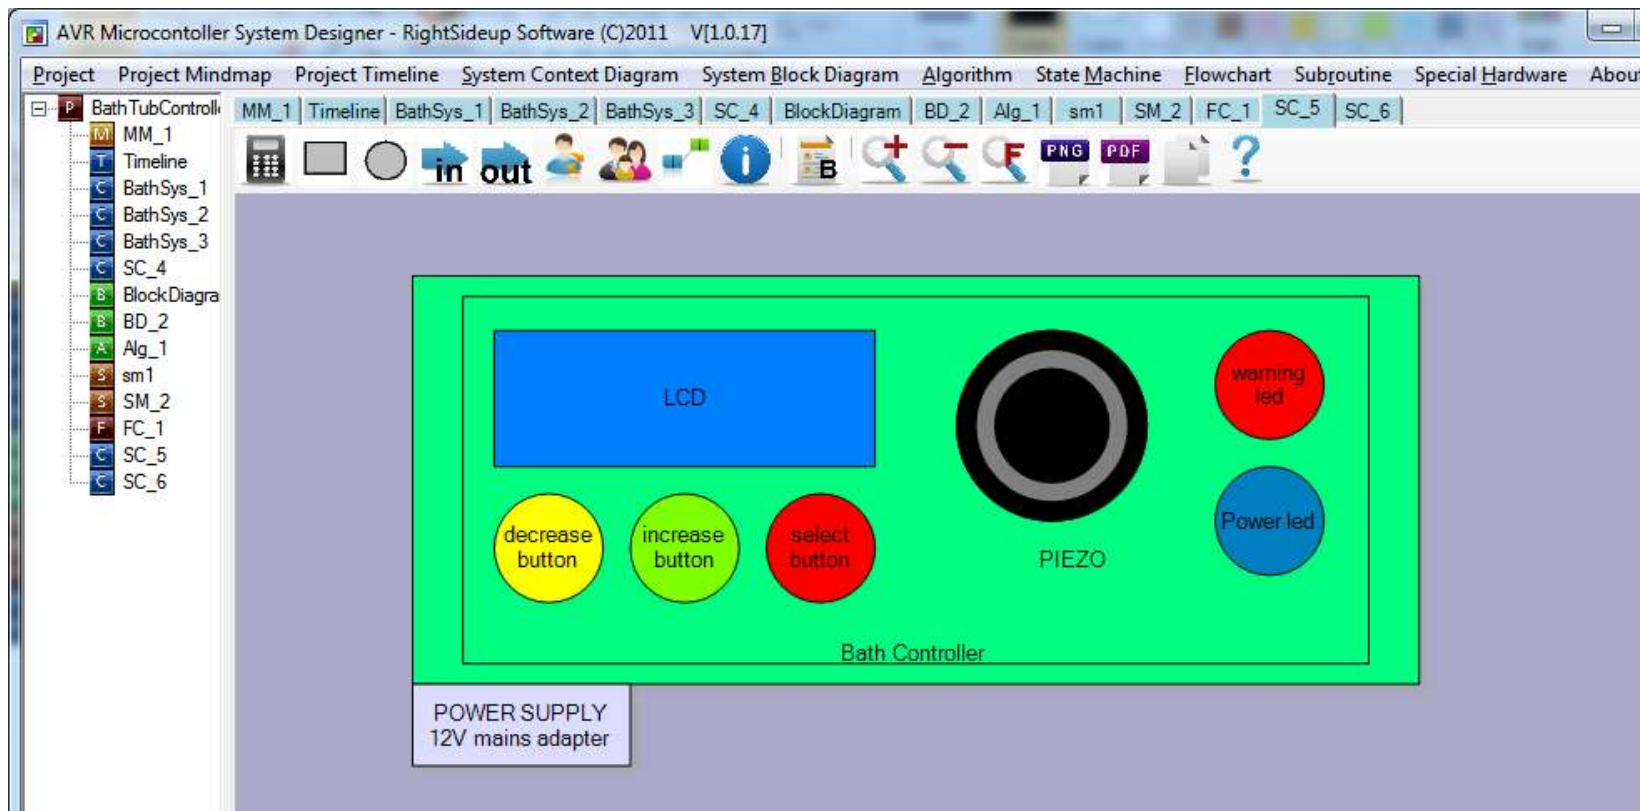 AVR Microcontoller System Designer - RightSideup Software (C)2011 V[1.0.17]
Project Project Mindmap Project Timeline System Context Diagram System Block Diagram Algorithm State Machine Flowchart Subroutine Special Hardware About
P BathTubControll
M MM_1
T Timeline
C BathSys_1
C BathSys_2
C BathSys_3
C SC_4
B BlockDiagra
B BD_2
A Alg_1
S sm1
S SM_2
F FC_1
C SC_5
C SC_6
MM_1 Timeline BathSys_1 BathSys_2 BathSys_3 SC_4 BlockDiagram BD_2 Alg_1 sm1 SM_2 FC_1 SC_5 SC_6
in out i B F PNG PDF ?
LCD
warning
led
decrease
button
increase
button
select
button
PIEZO
Power led
Bath Controller
POWER SUPPLY
12V mains adapter